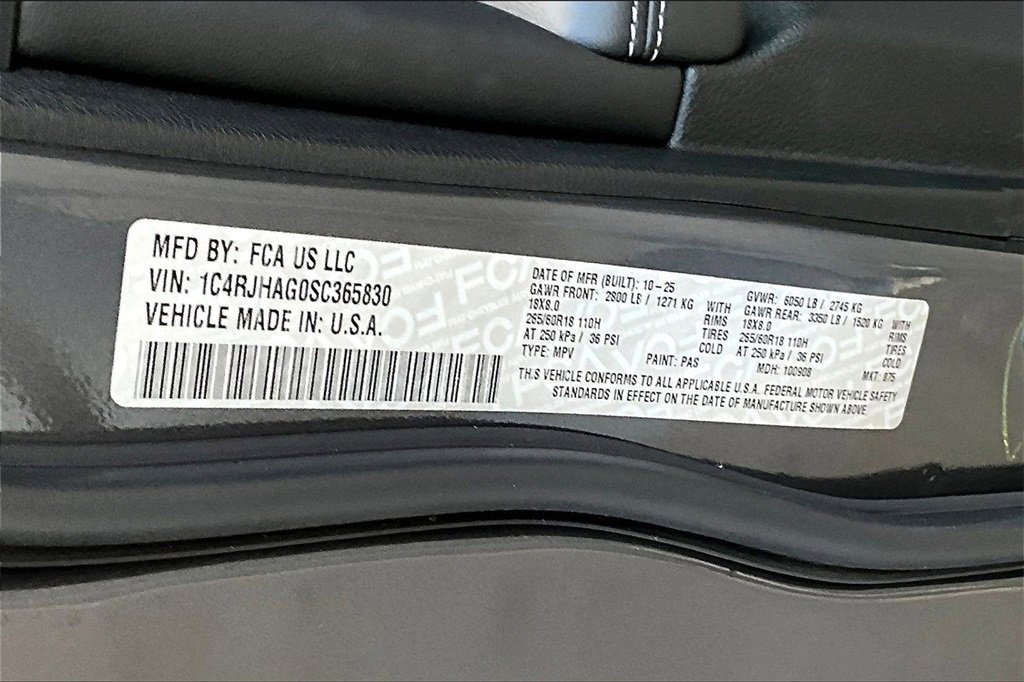 MFD BY: FCA US LLC
VIN: 1C4RJHAG0SC365830
VEHICLE MADE IN: U.S.A.
DATE OF MFR (BUILT): 10-25
GAWR FRONT: 2800 LB / 1271 KG WITH
18X8.0 RIMS
265/60R18 110H TIRES
AT 250 kPa / 36 PSI COLD
TYPE: MPV PAINT: PAS
GVWR: 6050 LB / 2745 KG
GAWR REAR: 3350 LB / 1520 KG WITH
18X8.0 RIMS
265/60R18 110H TIRES
AT 250 kPa / 36 PSI COLD
MDH: 100908 MKT: 875
THIS VEHICLE CONFORMS TO ALL APPLICABLE U.S.A. FEDERAL MOTOR VEHICLE SAFETY
STANDARDS IN EFFECT ON THE DATE OF MANUFACTURE SHOWN ABOVE